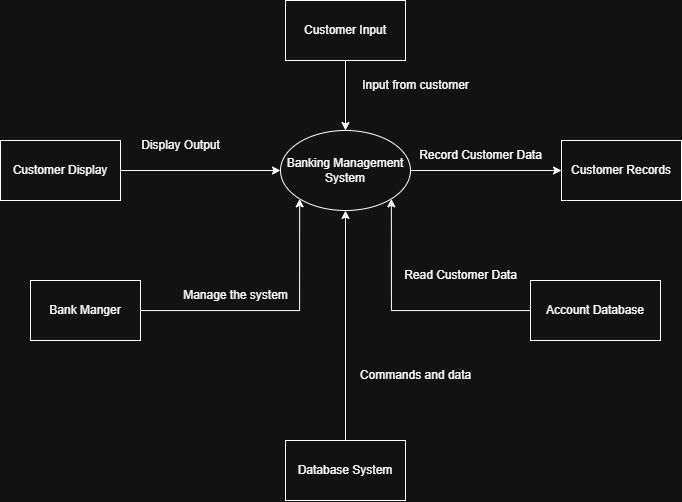 Customer Input
Input from customer
Display Output
Customer Display
Banking Management
System
Record Customer Data
Customer Records
Bank Manger
Manage the system
Read Customer Data
Account Database
Commands and data
Database System